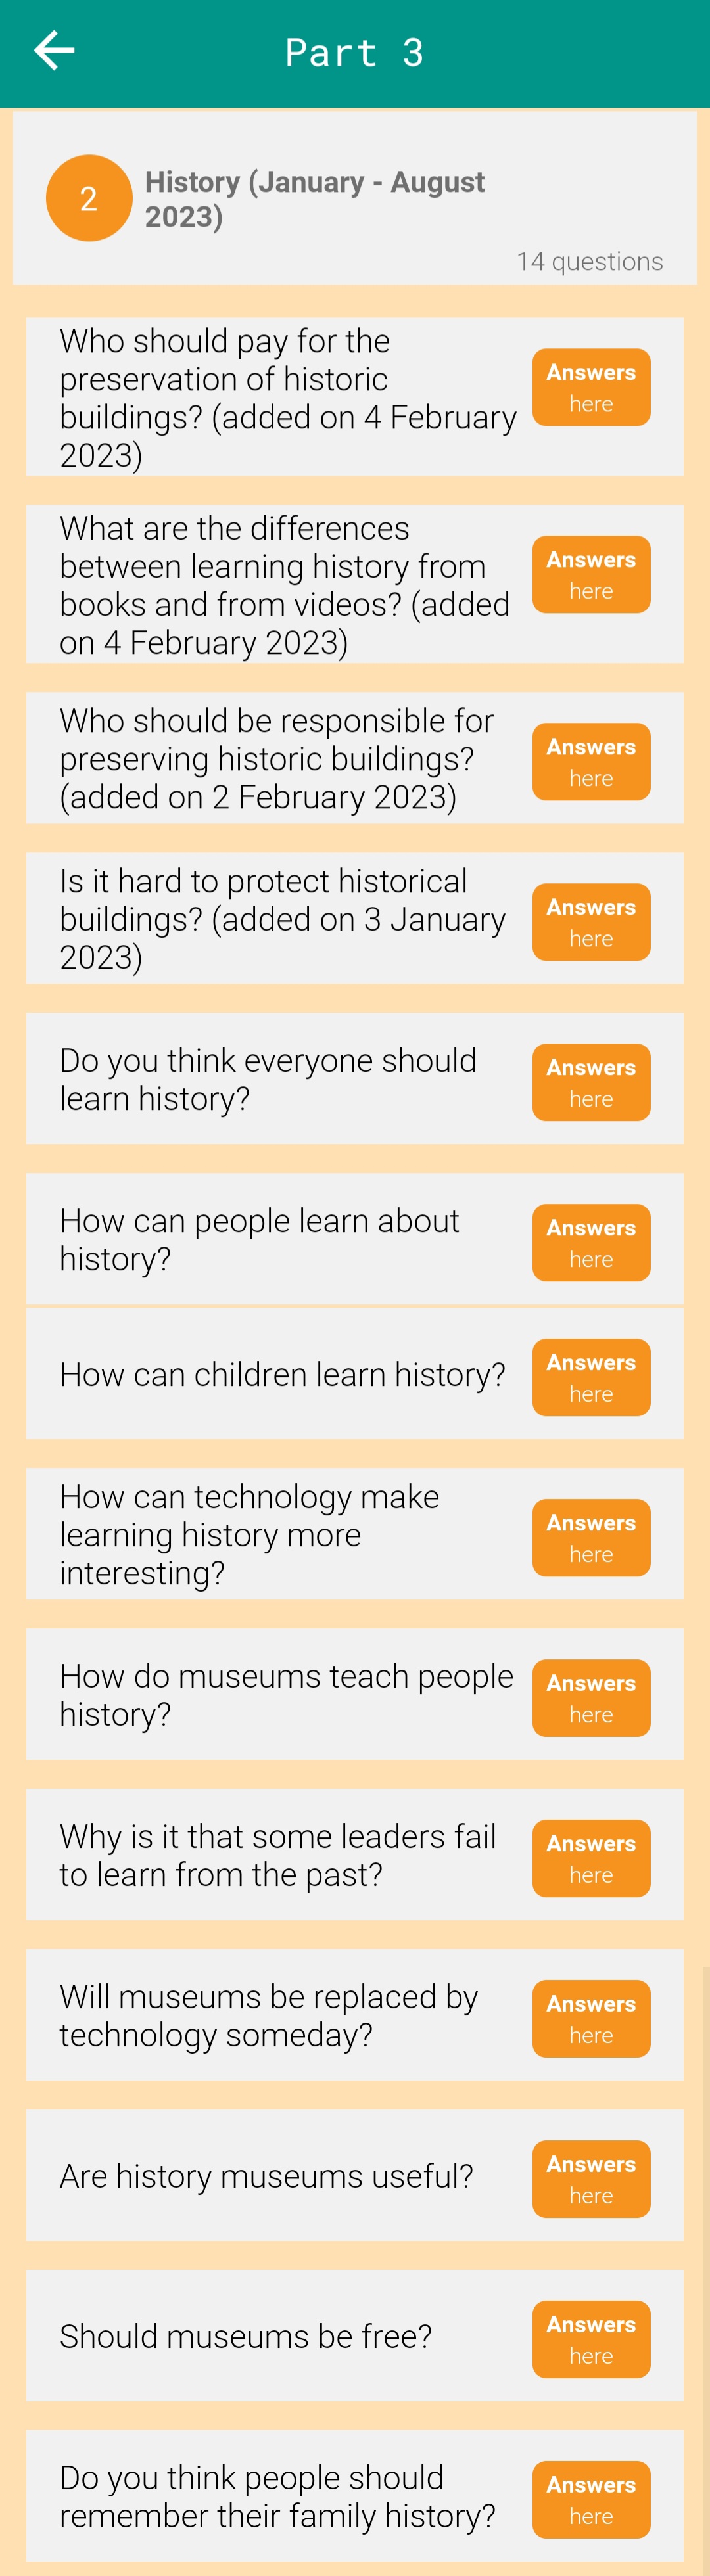 Part 3
2
History (January - August
2023)
14 questions
Who should pay for the
preservation of historic
buildings? (added on 4 February
2023)
Answers
here
What are the differences
between learning history from
books and from videos? (added
on 4 February 2023)
Answers
here
Who should be responsible for
preserving historic buildings?
(added on 2 February 2023)
Answers
here
Is it hard to protect historical
buildings? (added on 3 January
2023)
Answers
here
Do you think everyone should
learn history?
Answers
here
How can people learn about
history?
Answers
here
How can children learn history?
Answers
here
How can technology make
learning history more
interesting?
Answers
here
How do museums teach people
history?
Answers
here
Why is it that some leaders fail
to learn from the past?
Answers
here
Will museums be replaced by
technology someday?
Answers
here
Are history museums useful?
Answers
here
Should museums be free?
Answers
here
Do you think people should
remember their family history?
Answers
here